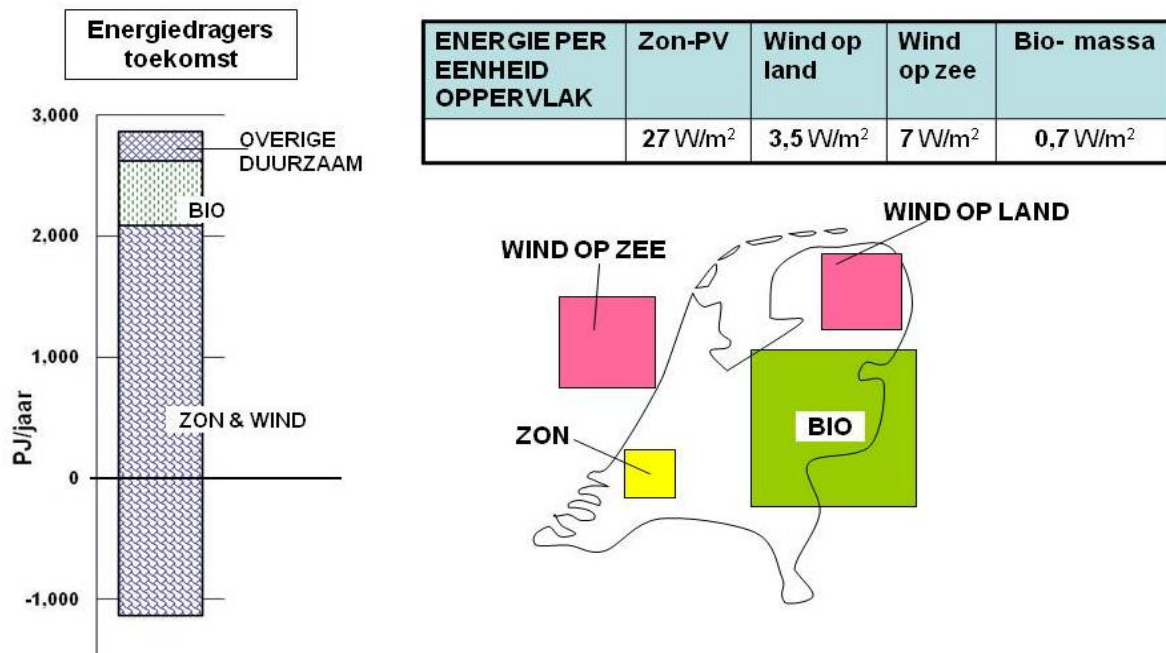 Energiedragers
toekomst
3,000
2,000
1,000
0
-1,000
PJ/jaar
OVERIGE
DUURZAAM
BIO
ZON & WIND
ENERGIE PER
EENHEID
OPPERVLAK
Zon-PV
Wind op
land
Wind
op zee
Bio- massa
27 W/m²
3,5 W/m²
7 W/m²
0,7 W/m²
WIND OP LAND
WIND OP ZEE
ZON
BIO